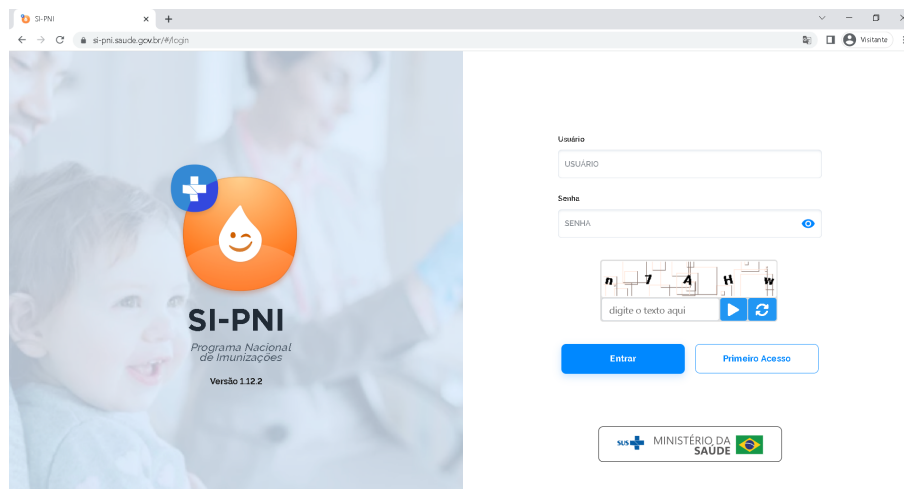 SI-PNI
si-pni.saude.gov.br/#/login
Visitante
SI-PNI
Programa Nacional
de Imunizações
Versão 1.12.2
Usuário
USUÁRIO
Senha
SENHA
n 7 A H w
digite o texto aqui
Entrar
Primeiro Acesso
SUS
MINISTÉRIO DA
SAÚDE